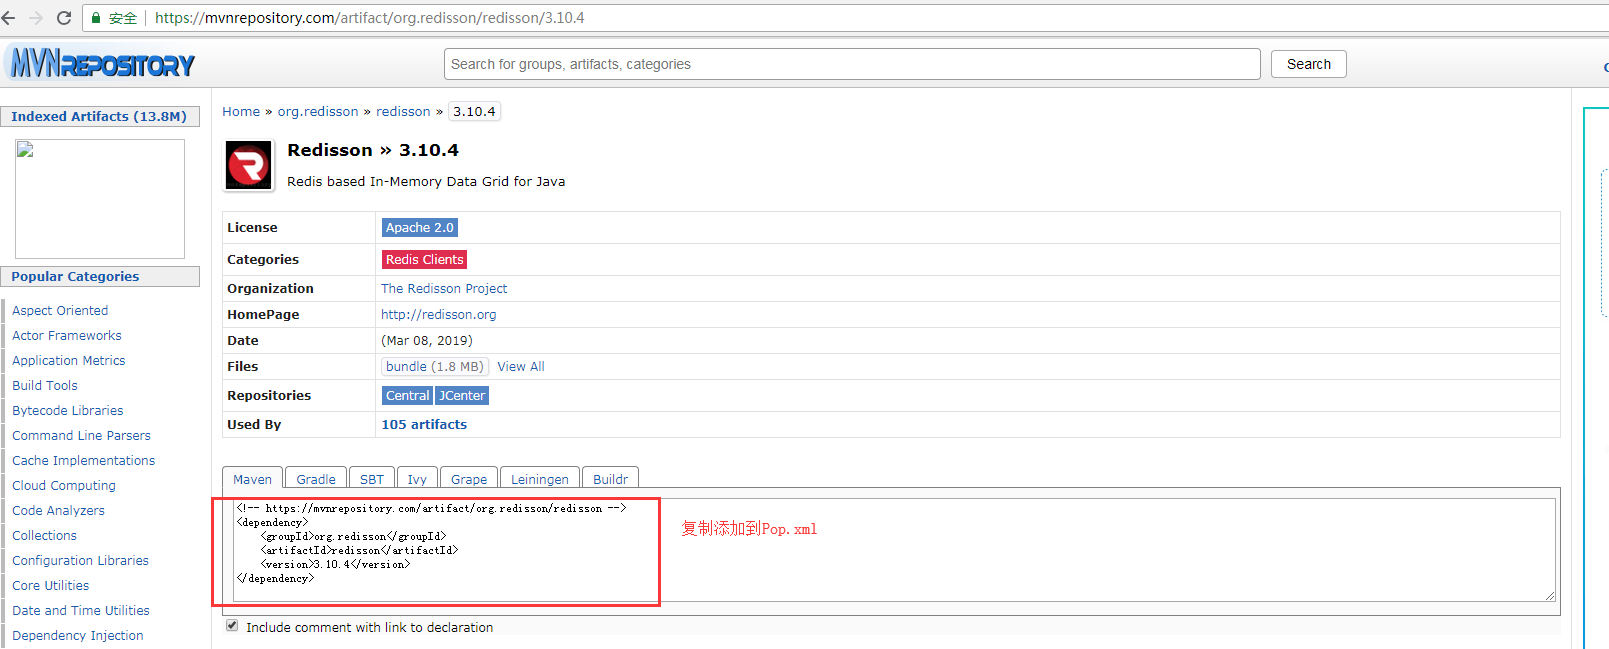 安全 https://mvnrepository.com/artifact/org.redisson/redisson/3.10.4
MVNREPOSITORY
Search for groups, artifacts, categories
Search
Indexed Artifacts (13.8M)
Popular Categories
Aspect Oriented
Actor Frameworks
Application Metrics
Build Tools
Bytecode Libraries
Command Line Parsers
Cache Implementations
Cloud Computing
Code Analyzers
Collections
Configuration Libraries
Core Utilities
Date and Time Utilities
Dependency Injection
Home » org.redisson » redisson » 3.10.4
Redisson » 3.10.4
Redis based In-Memory Data Grid for Java
License Apache 2.0
Categories Redis Clients
Organization The Redisson Project
HomePage http://redisson.org
Date (Mar 08, 2019)
Files bundle (1.8 MB) View All
Repositories Central JCenter
Used By 105 artifacts
Maven Gradle SBT Ivy Grape Leiningen Buildr
<!-- https://mvnrepository.com/artifact/org.redisson/redisson -->
<dependency>
<groupId>org.redisson</groupId>
<artifactId>redisson</artifactId>
<version>3.10.4</version>
</dependency>
复制添加到Pop.xml
Include comment with link to declaration